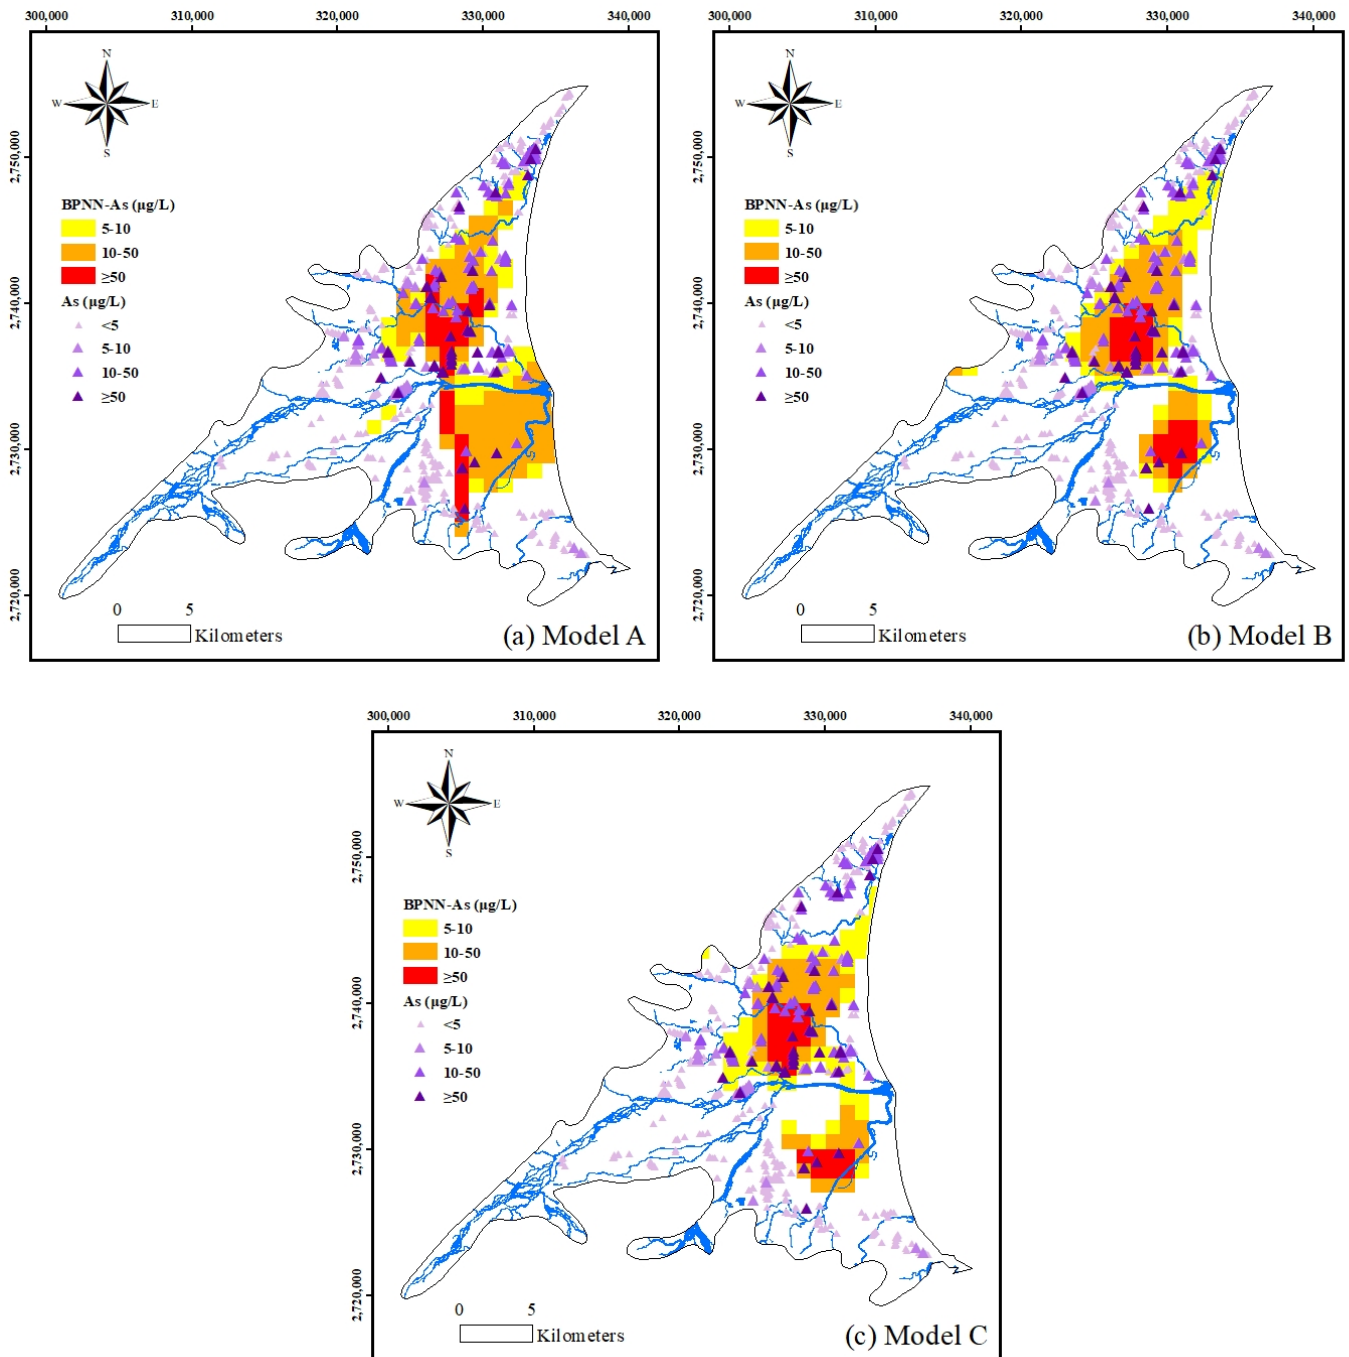 300,000 310,000 320,000 330,000 340,000
2,750,000
2,740,000
2,730,000
2,720,000
N
W E
S
BPNN-As (µg/L)
5-10
10-50
≥50
As (µg/L)
<5
5-10
10-50
≥50
0 5
Kilometers
(a) Model A
300,000 310,000 320,000 330,000 340,000
2,750,000
2,740,000
2,730,000
2,720,000
N
W E
S
BPNN-As (µg/L)
5-10
10-50
≥50
As (µg/L)
<5
5-10
10-50
≥50
0 5
Kilometers
(b) Model B
300,000 310,000 320,000 330,000 340,000
2,750,000
2,740,000
2,730,000
2,720,000
N
W E
S
BPNN-As (µg/L)
5-10
10-50
≥50
As (µg/L)
<5
5-10
10-50
≥50
0 5
Kilometers
(c) Model C